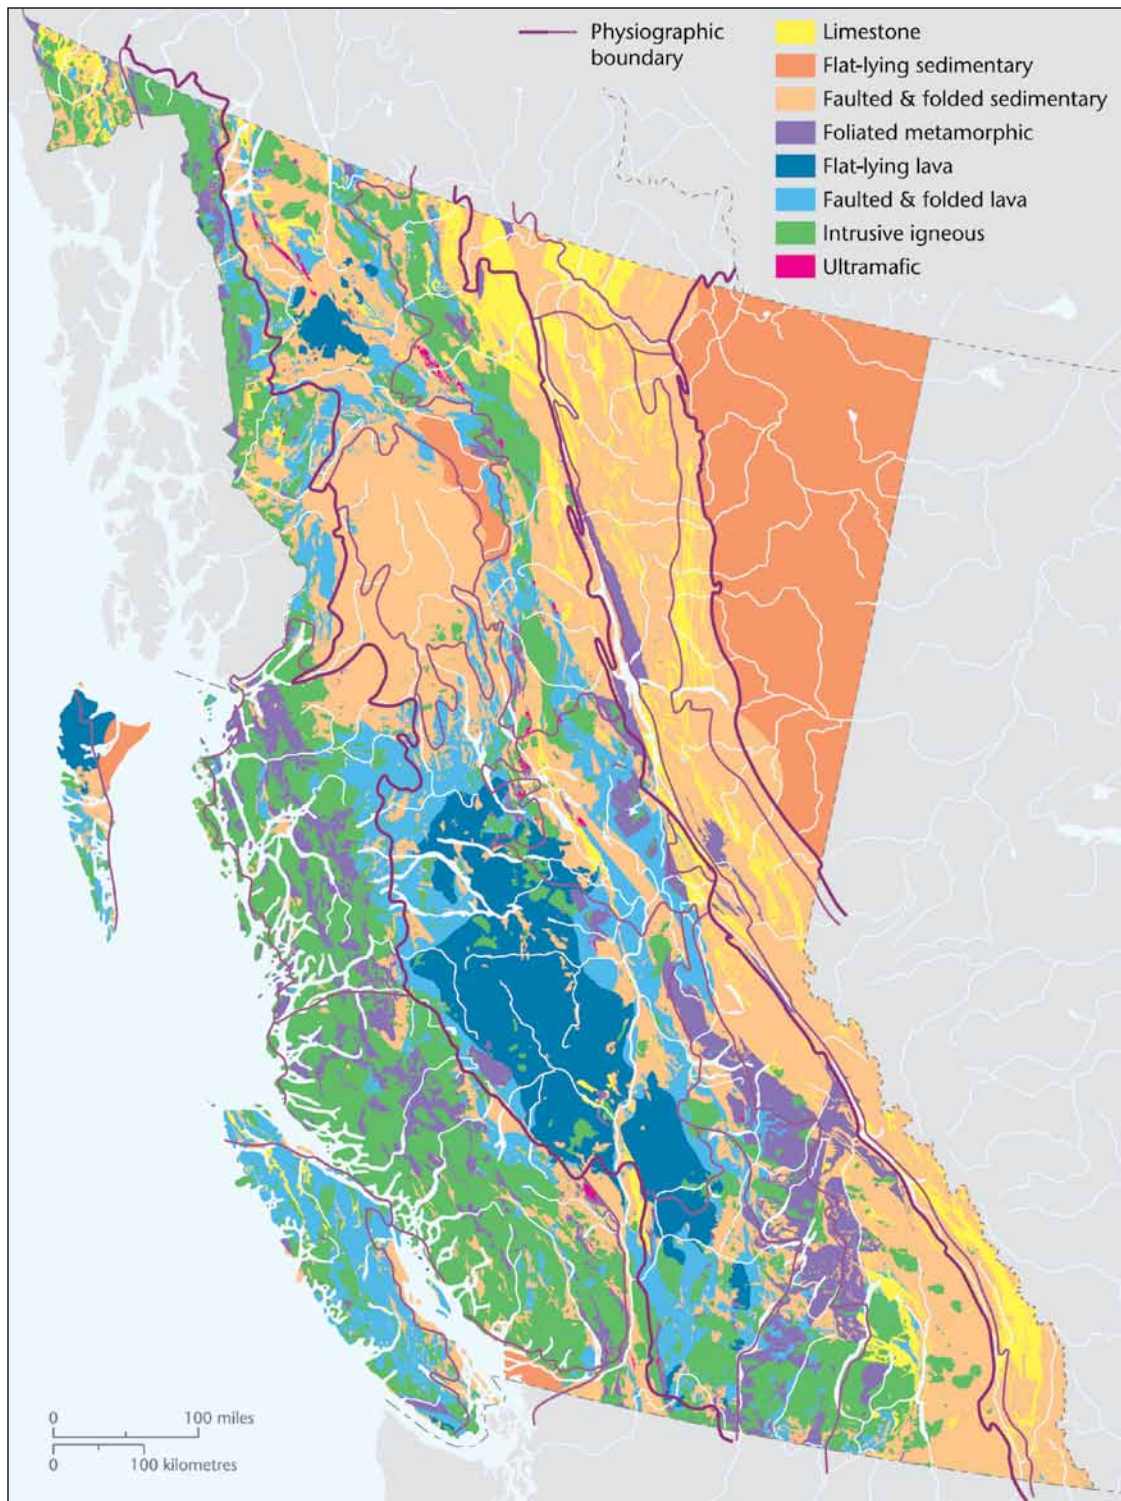 Physiographic
boundary
Limestone
Flat-lying sedimentary
Faulted & folded sedimentary
Foliated metamorphic
Flat-lying lava
Faulted & folded lava
Intrusive igneous
Ultramafic
0 100 miles
0 100 kilometres